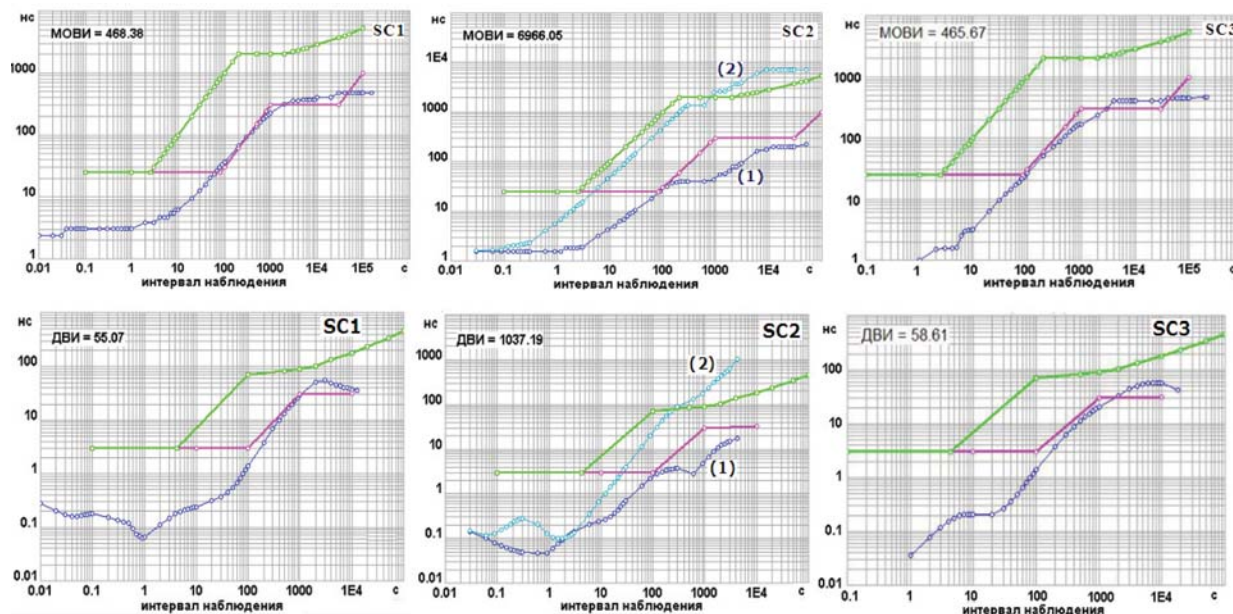 нс
МОВИ = 468.38
SC1
1000
100
10
1
0.01 0.1 1 10 100 1000 1E4 1E5 с
интервал наблюдения
нс
МОВИ = 6966.05
SC2
(2)
(1)
1E4
1000
100
10
1
0.01 0.1 1 10 100 1000 1E4 с
интервал наблюдения
нс
МОВИ = 465.67
SC3
1000
100
10
1
0.1 1 10 100 1000 1E4 1E5 с
интервал наблюдения
нс
ДВИ = 55.07
SC1
100
10
1
0.1
0.01
0.01 0.1 1 10 100 1000 1E4 с
интервал наблюдения
нс
ДВИ = 1037.19
SC2
(2)
(1)
1000
100
10
1
0.1
0.01
0.01 0.1 1 10 100 1000 1E4 с
интервал наблюдения
нс
ДВИ = 58.61
SC3
100
10
1
0.1
0.01
0.1 1 10 100 1000 1E4 с
интервал наблюдения